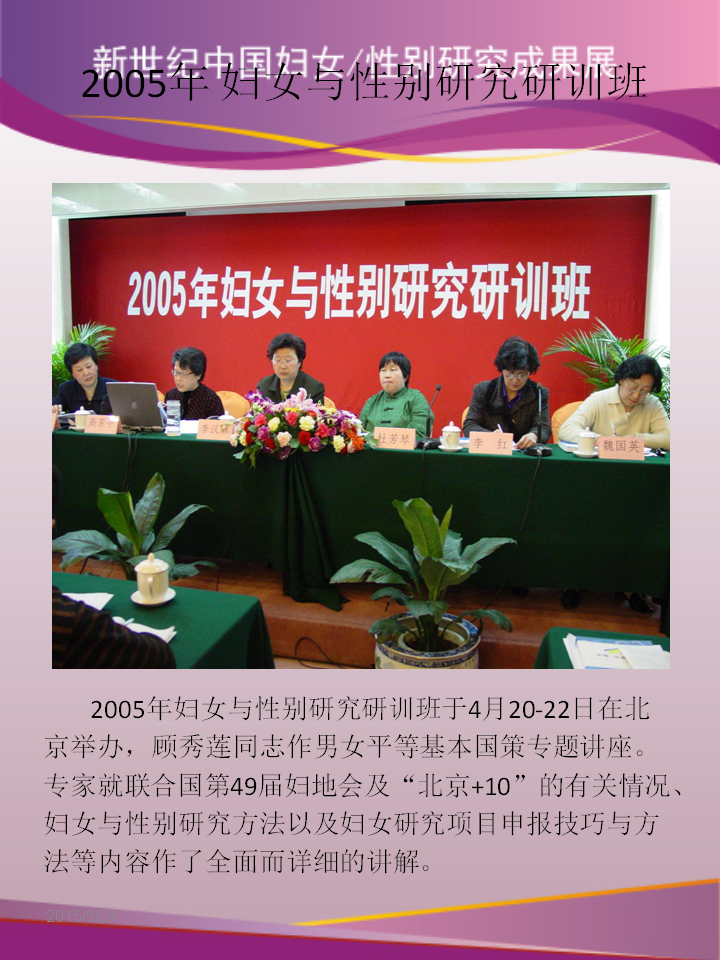 新世纪中国妇女/性别研究成果展
2005年 妇女与性别研究研训班
2005年妇女与性别研究研训班
杜芳琴
李 红
魏国英
2005年妇女与性别研究研训班于4月20-22日在北
京举办，顾秀莲同志作男女平等基本国策专题讲座。
专家就联合国第49届妇地会及“北京+10”的有关情况、
妇女与性别研究方法以及妇女研究项目申报技巧与方
法等内容作了全面而详细的讲解。